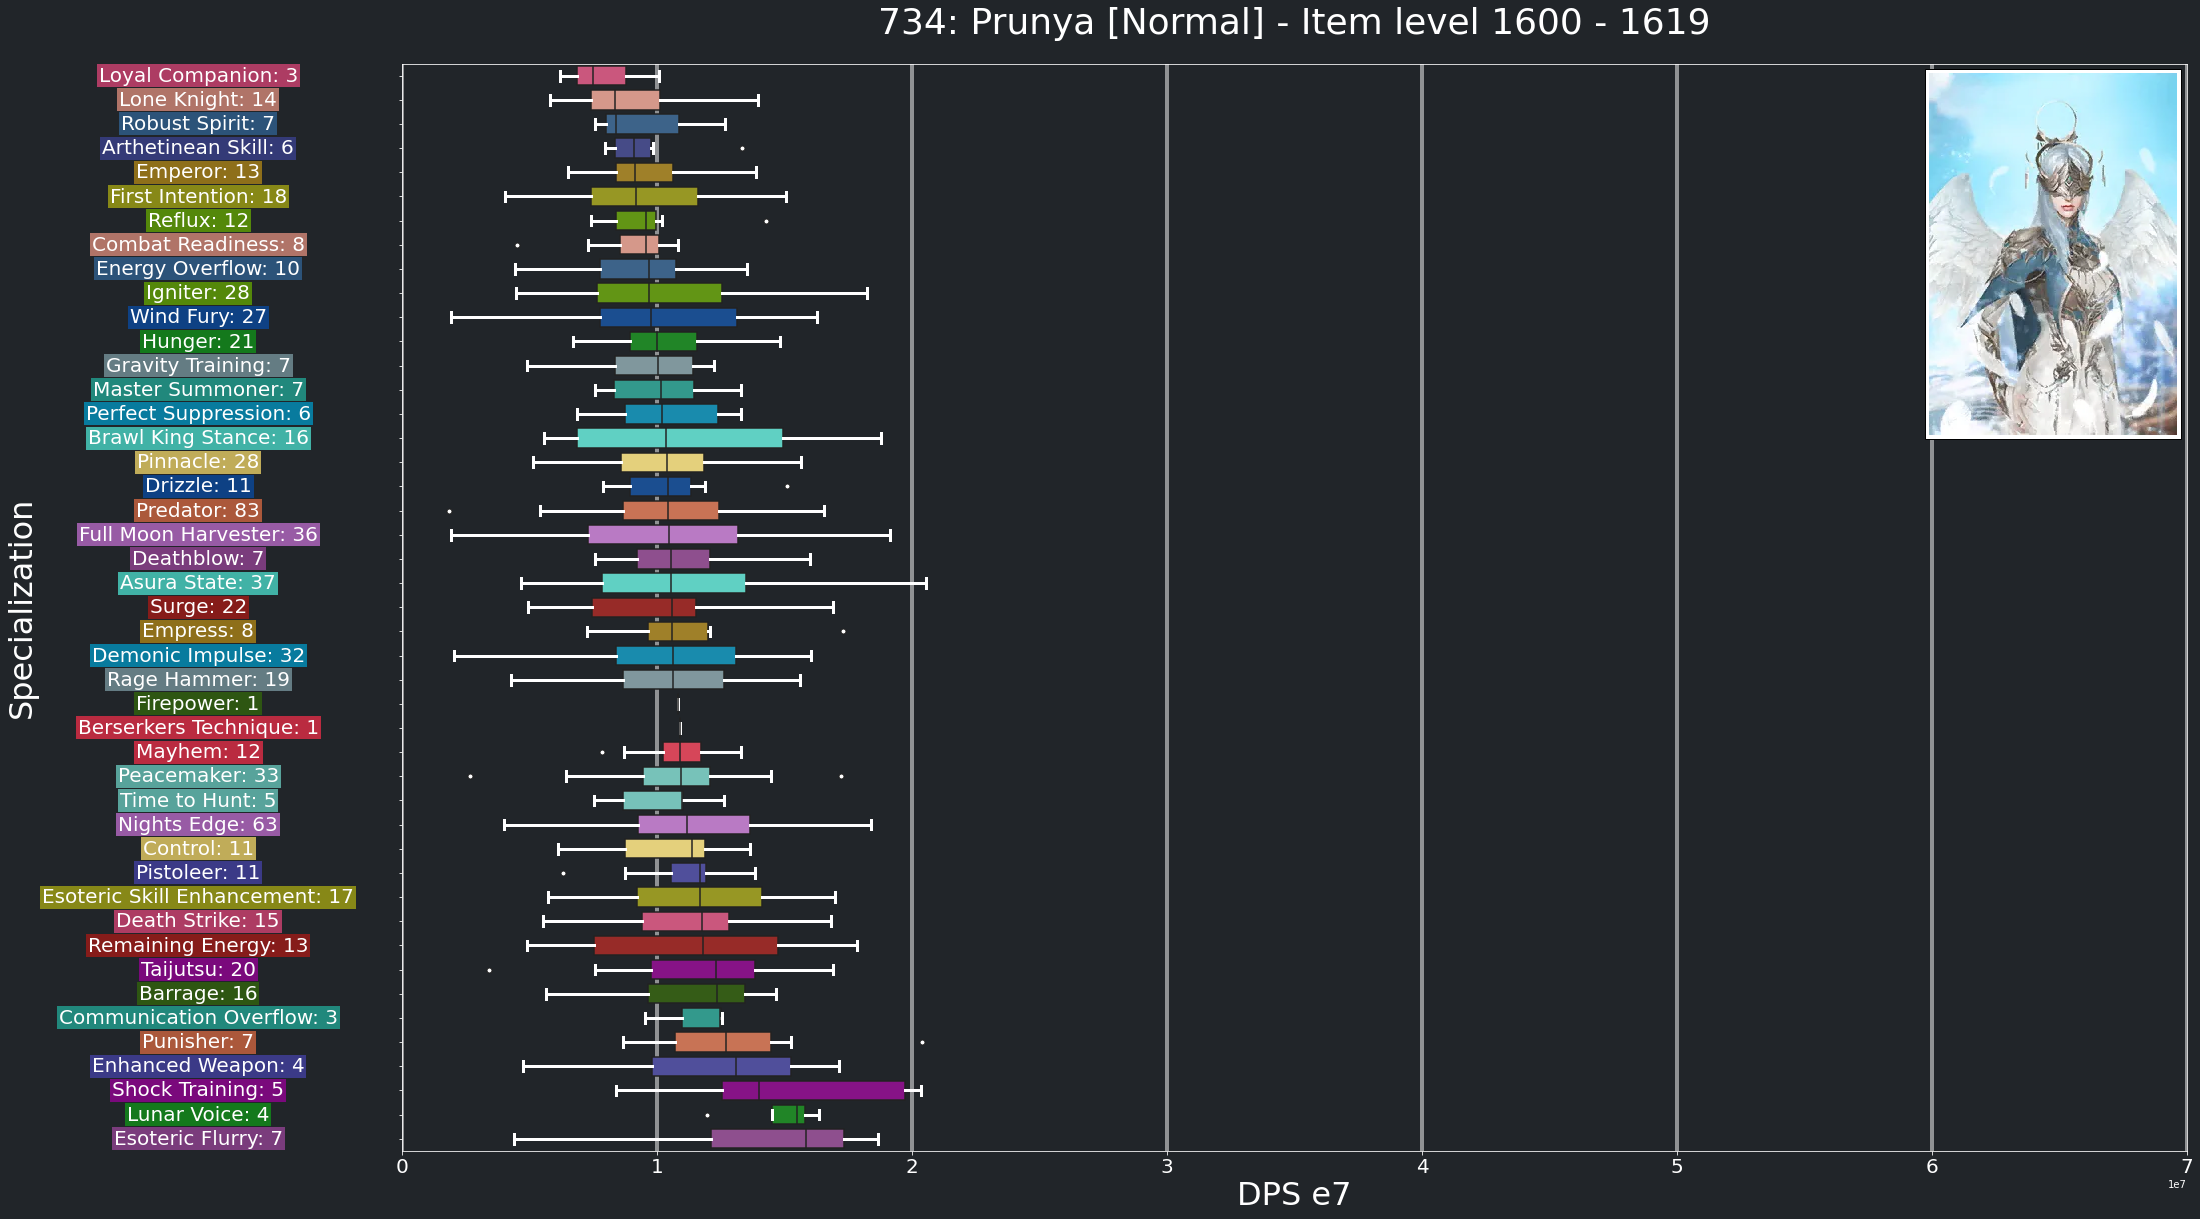 734: Prunya [Normal] - Item level 1600 - 1619
Specialization
Loyal Companion: 3
Lone Knight: 14
Robust Spirit: 7
Arthetinean Skill: 6
Emperor: 13
First Intention: 18
Reflux: 12
Combat Readiness: 8
Energy Overflow: 10
Igniter: 28
Wind Fury: 27
Hunger: 21
Gravity Training: 7
Master Summoner: 7
Perfect Suppression: 6
Brawl King Stance: 16
Pinnacle: 28
Drizzle: 11
Predator: 83
Full Moon Harvester: 36
Deathblow: 7
Asura State: 37
Surge: 22
Empress: 8
Demonic Impulse: 32
Rage Hammer: 19
Firepower: 1
Berserkers Technique: 1
Mayhem: 12
Peacemaker: 33
Time to Hunt: 5
Nights Edge: 63
Control: 11
Pistoleer: 11
Esoteric Skill Enhancement: 17
Death Strike: 15
Remaining Energy: 13
Taijutsu: 20
Barrage: 16
Communication Overflow: 3
Punisher: 7
Enhanced Weapon: 4
Shock Training: 5
Lunar Voice: 4
Esoteric Flurry: 7
0 1 2 3 4 5 6 7
1e7
DPS e7